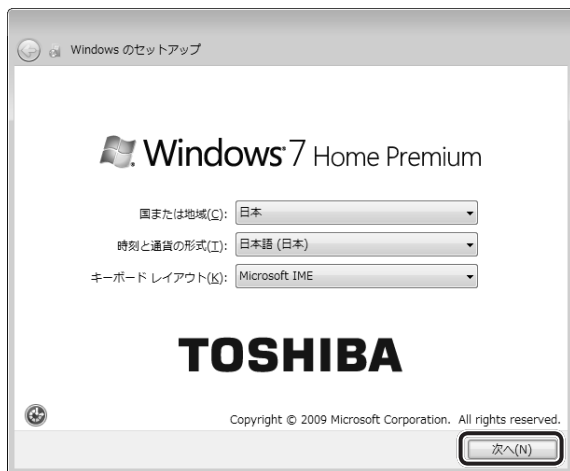 Windows のセットアップ
Windows 7 Home Premium
国または地域(C): 日本
時刻と通貨の形式(T): 日本語 (日本)
キーボード レイアウト(K): Microsoft IME
TOSHIBA
Copyright © 2009 Microsoft Corporation. All rights reserved.
次へ(N)